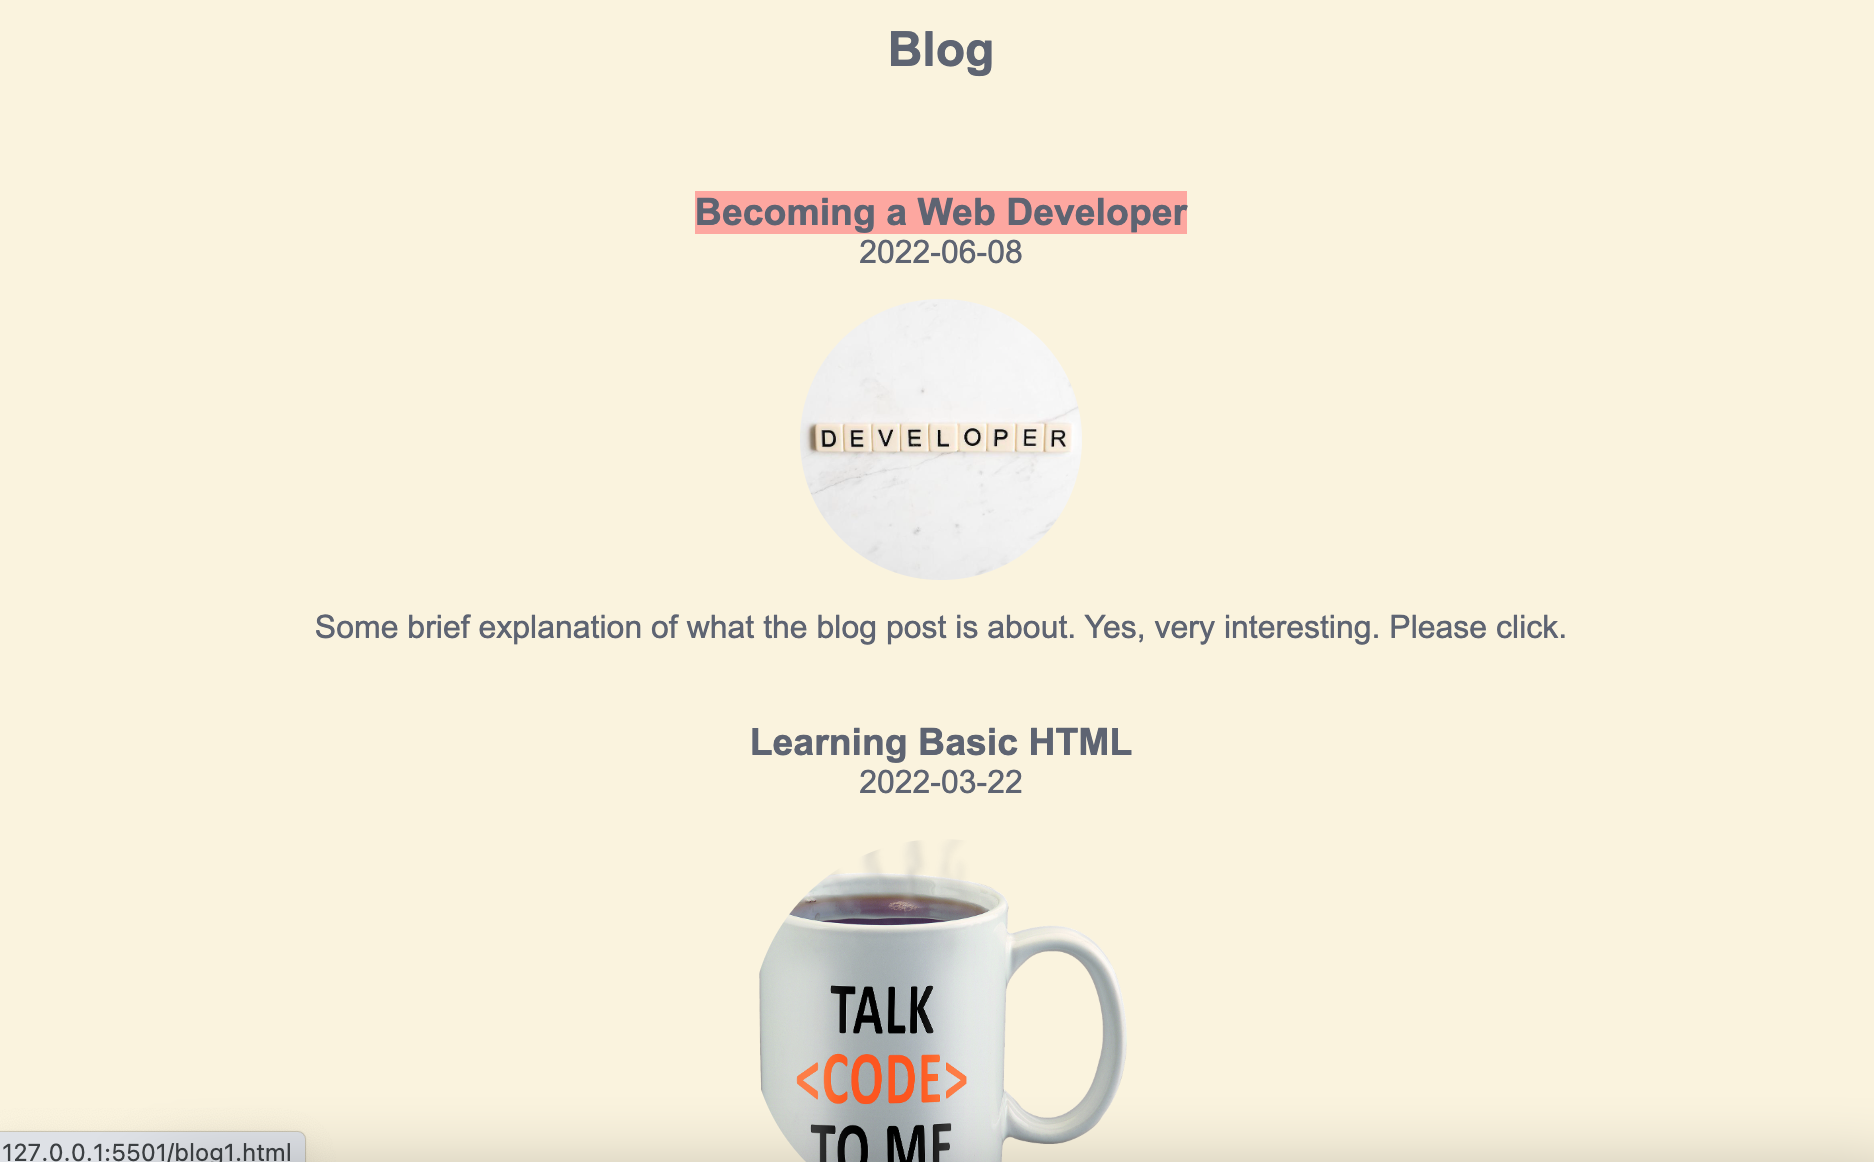 Blog
Becoming a Web Developer
2022-06-08
DEVELOPER
Some brief explanation of what the blog post is about. Yes, very interesting. Please click.
Learning Basic HTML
2022-03-22
TALK
<CODE>
TO ME
127.0.0.1:5501/blog1.html